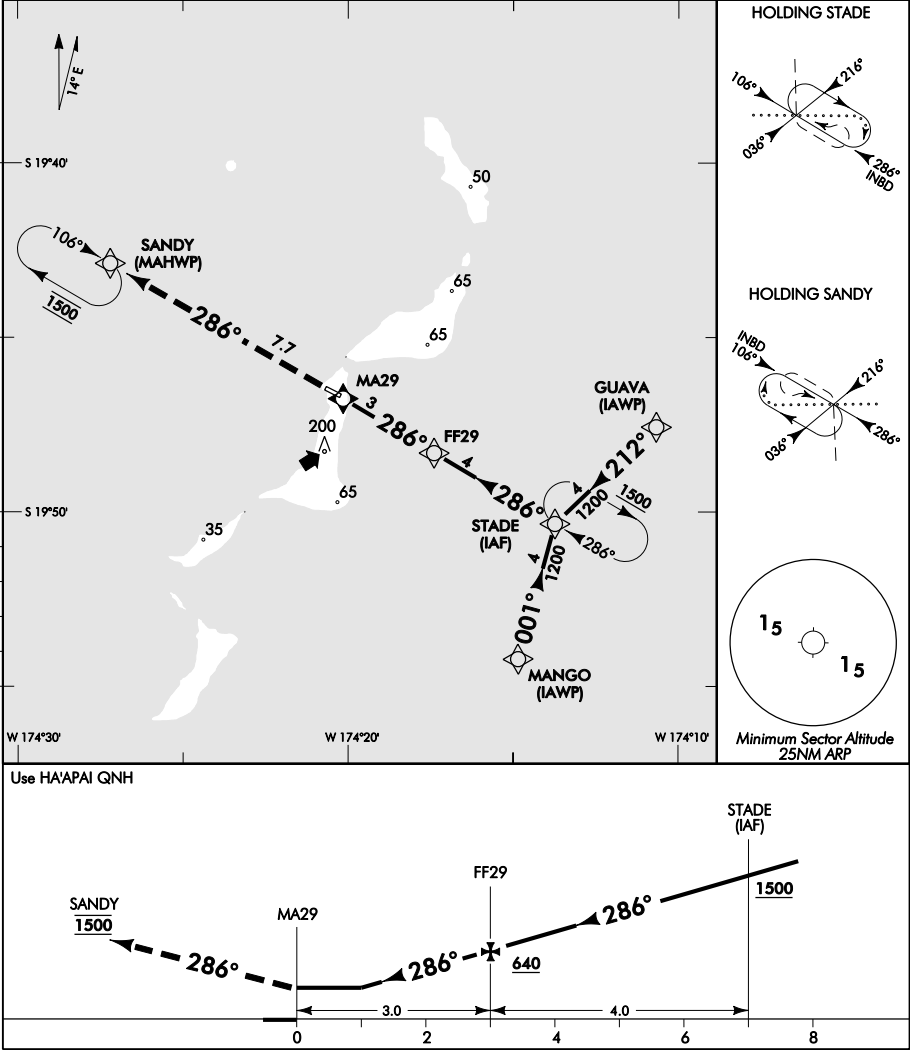 14° E
S 19°40'
50
106°
SANDY
(MAHWP)
1500
286°
7.7
65
65
MA29
3
286°
FF29
GUAVA
(IAWP)
212°
200
4
286°
4
1200
1500
S 19°50'
65
STADE
(IAF)
286°
35
4
1200
001°
MANGO
(IAWP)
W 174°30'
W 174°20'
W 174°10'
HOLDING STADE
106°
216°
036°
286°
INBD
HOLDING SANDY
INBD
106°
216°
036°
286°
15
15
Minimum Sector Altitude
25NM ARP
Use HA'APAI QNH
STADE
(IAF)
FF29
SANDY
1500
MA29
1500
286°
286°
286°
640
3.0
4.0
0
2
4
6
8